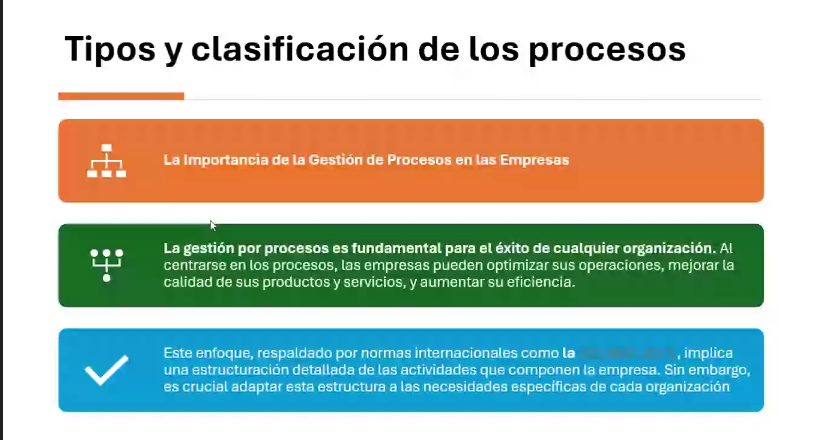 Tipos y clasificación de los procesos
La Importancia de la Gestión de Procesos en las Empresas
La gestión por procesos es fundamental para el éxito de cualquier organización. Al
centrarse en los procesos, las empresas pueden optimizar sus operaciones, mejorar la
calidad de sus productos y servicios, y aumentar su eficiencia.
Este enfoque, respaldado por normas internacionales como la , implica
una estructuración detallada de las actividades que componen la empresa. Sin embargo,
es crucial adaptar esta estructura a las necesidades específicas de cada organización